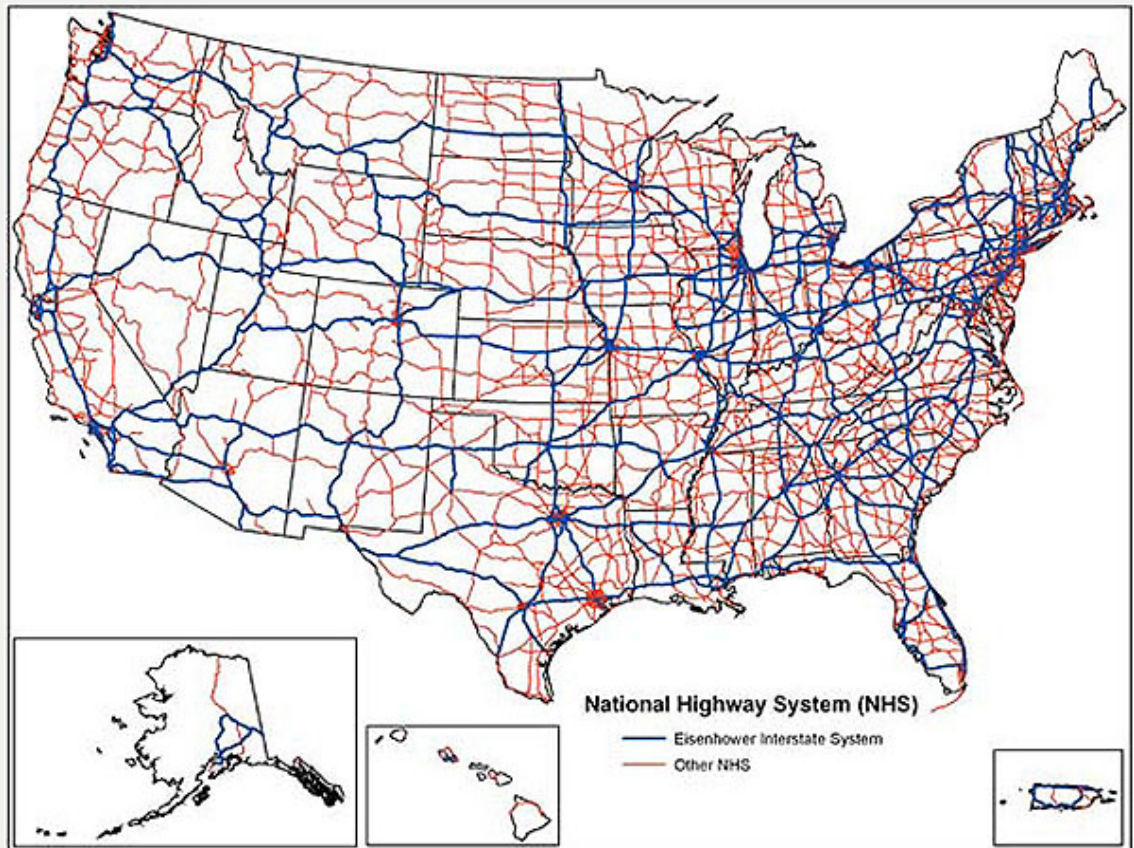 National Highway System (NHS)
Eisenhower Interstate System
Other NHS